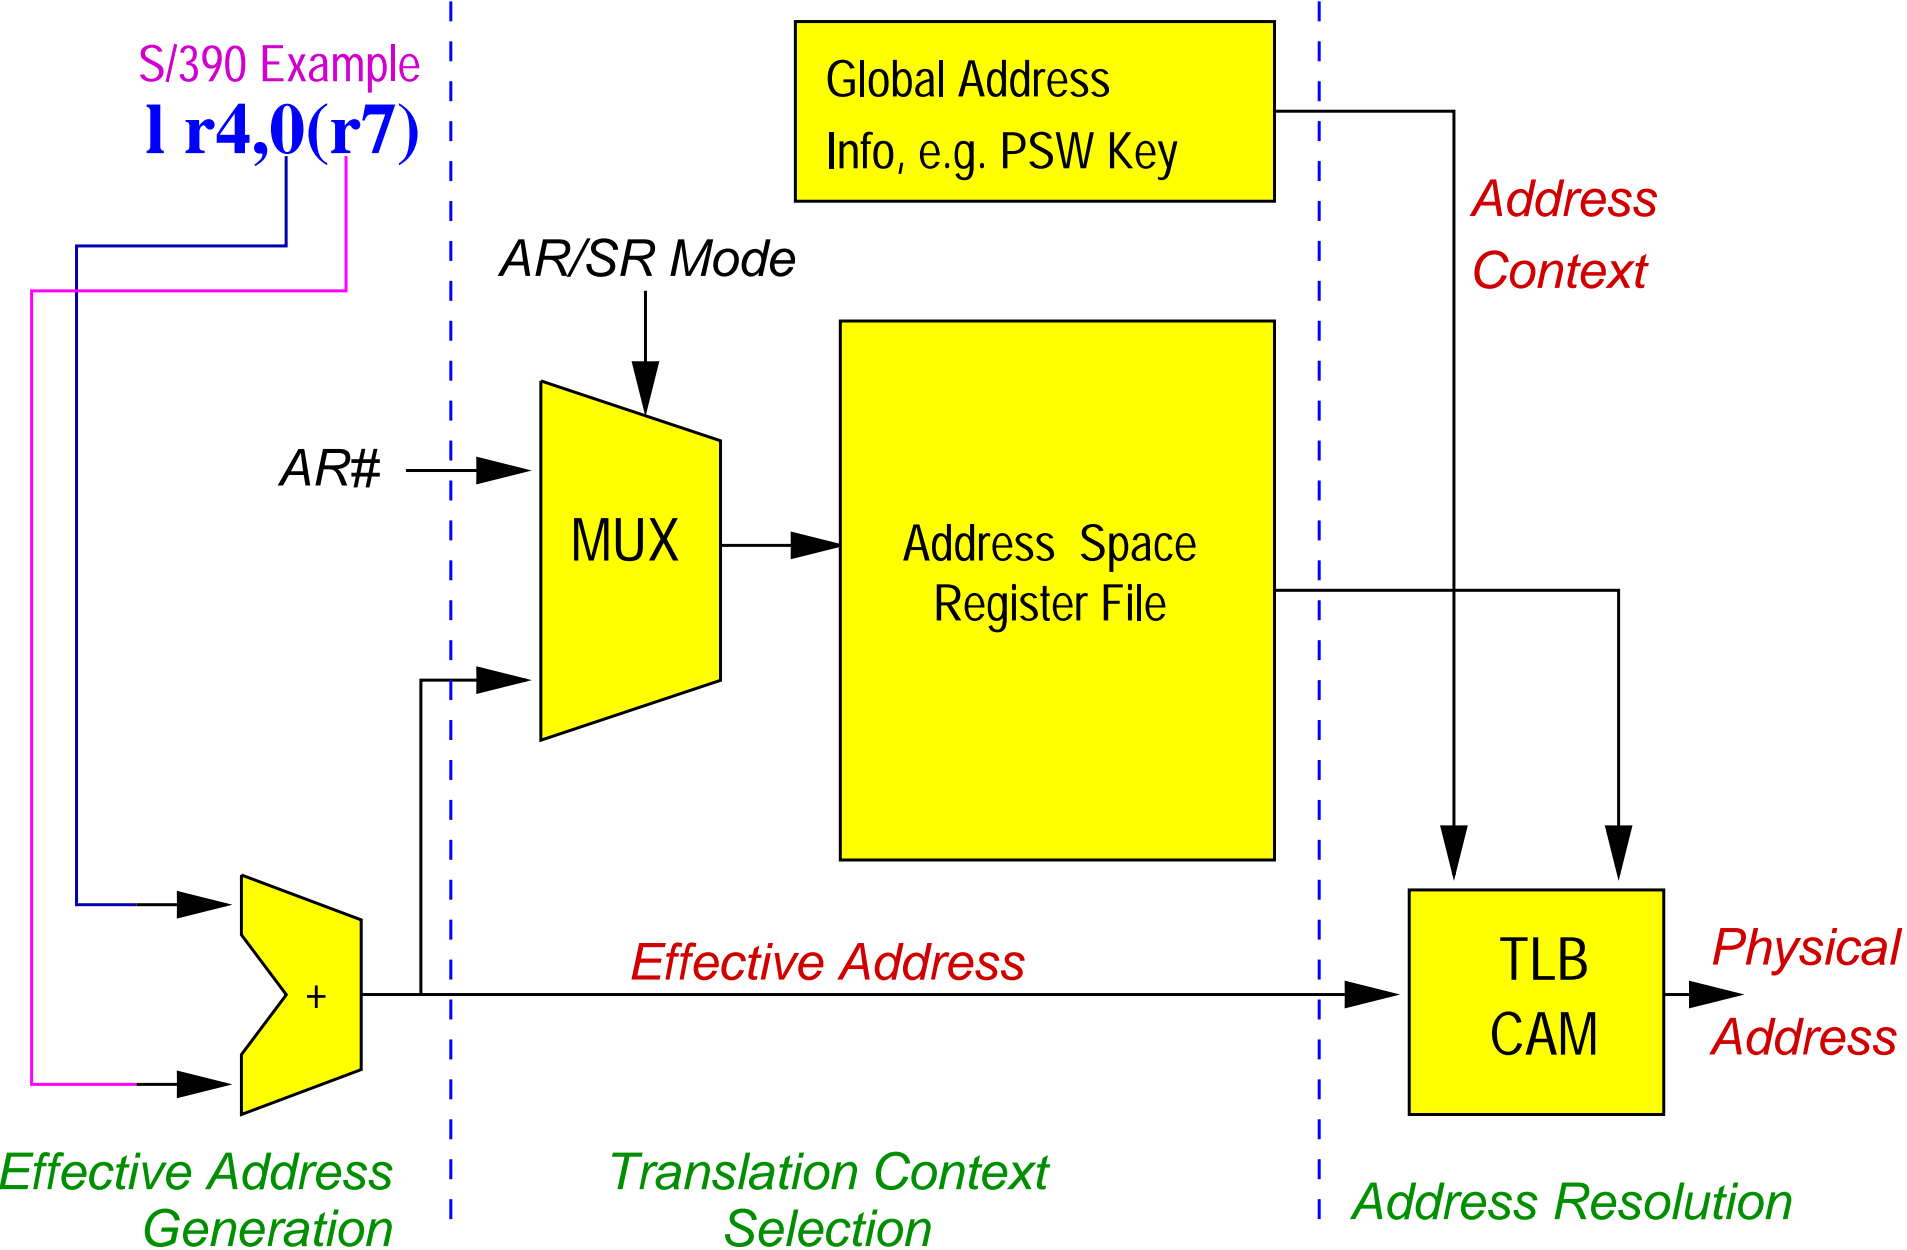 S/390 Example
l r4,0(r7)
Global Address
Info, e.g. PSW Key
Address
Context
AR/SR Mode
AR#
MUX
Address Space
Register File
+
Effective Address
TLB
CAM
Physical
Address
Effective Address
Generation
Translation Context
Selection
Address Resolution